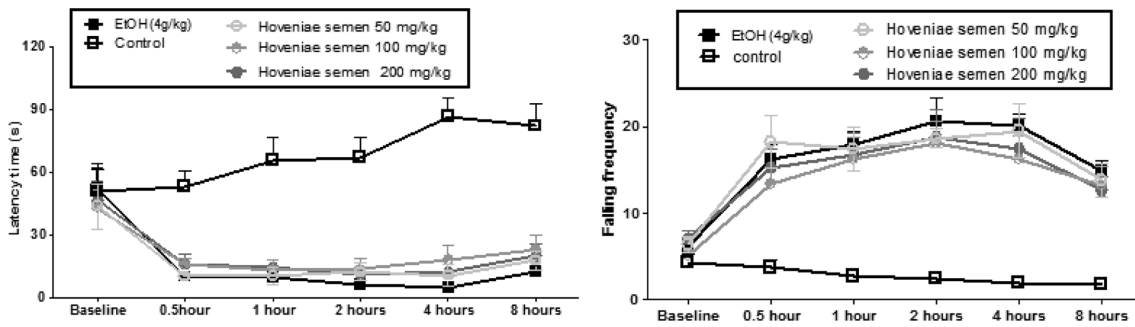 EtOH (4g/kg)
Control
Hoveniae semen 50 mg/kg
Hoveniae semen 100 mg/kg
Hoveniae semen 200 mg/kg
Latency time (s)
120
90
60
30
0
Baseline 0.5hour 1 hour 2 hours 4 hours 8 hours
EtOH (4g/kg)
control
Hoveniae semen 50 mg/kg
Hoveniae semen 100 mg/kg
Hoveniae semen 200 mg/kg
Falling frequency
30
20
10
0
Baseline 0.5 hour 1 hour 2 hours 4 hours 8 hours